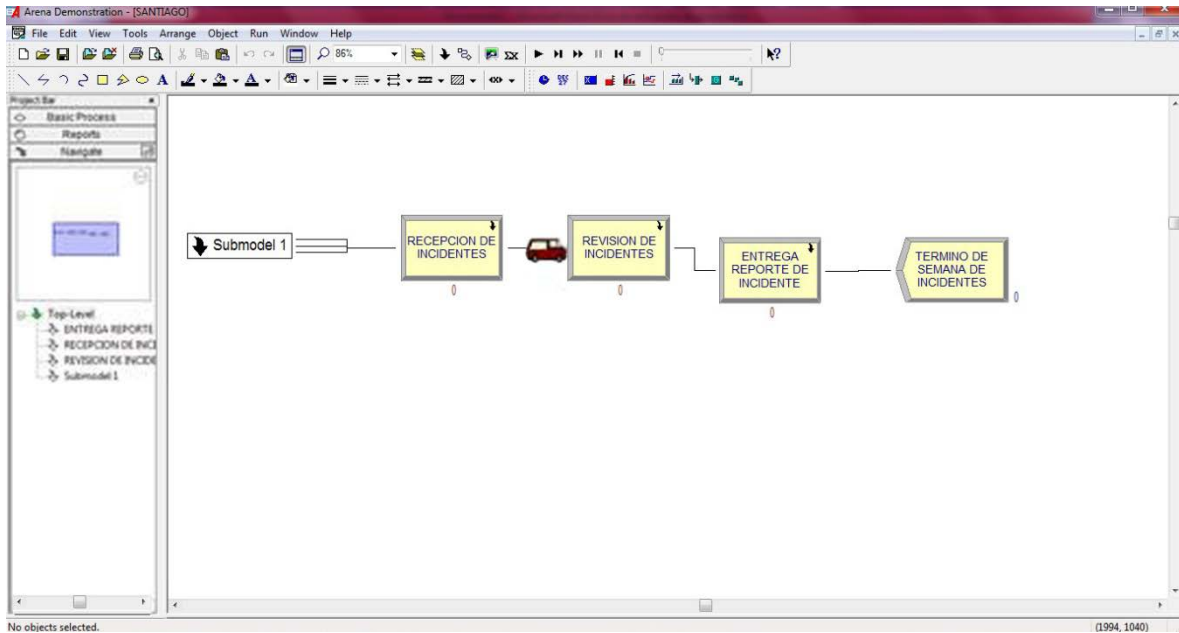 Arena Demonstration - [SANTIAGO]
File Edit View Tools Arrange Object Run Window Help
86%
Project Bar
Basic Process
Reports
Navigate
Top-Level
ENTREGA REPORTE
RECEPCION DE INCI
REVISION DE INCIDE
Submodel 1
Submodel 1
RECEPCION DE
INCIDENTES
0
REVISION DE
INCIDENTES
0
ENTREGA
REPORTE DE
INCIDENTE
0
TERMINO DE
SEMANA DE
INCIDENTES
0
No objects selected.
(1994, 1040)